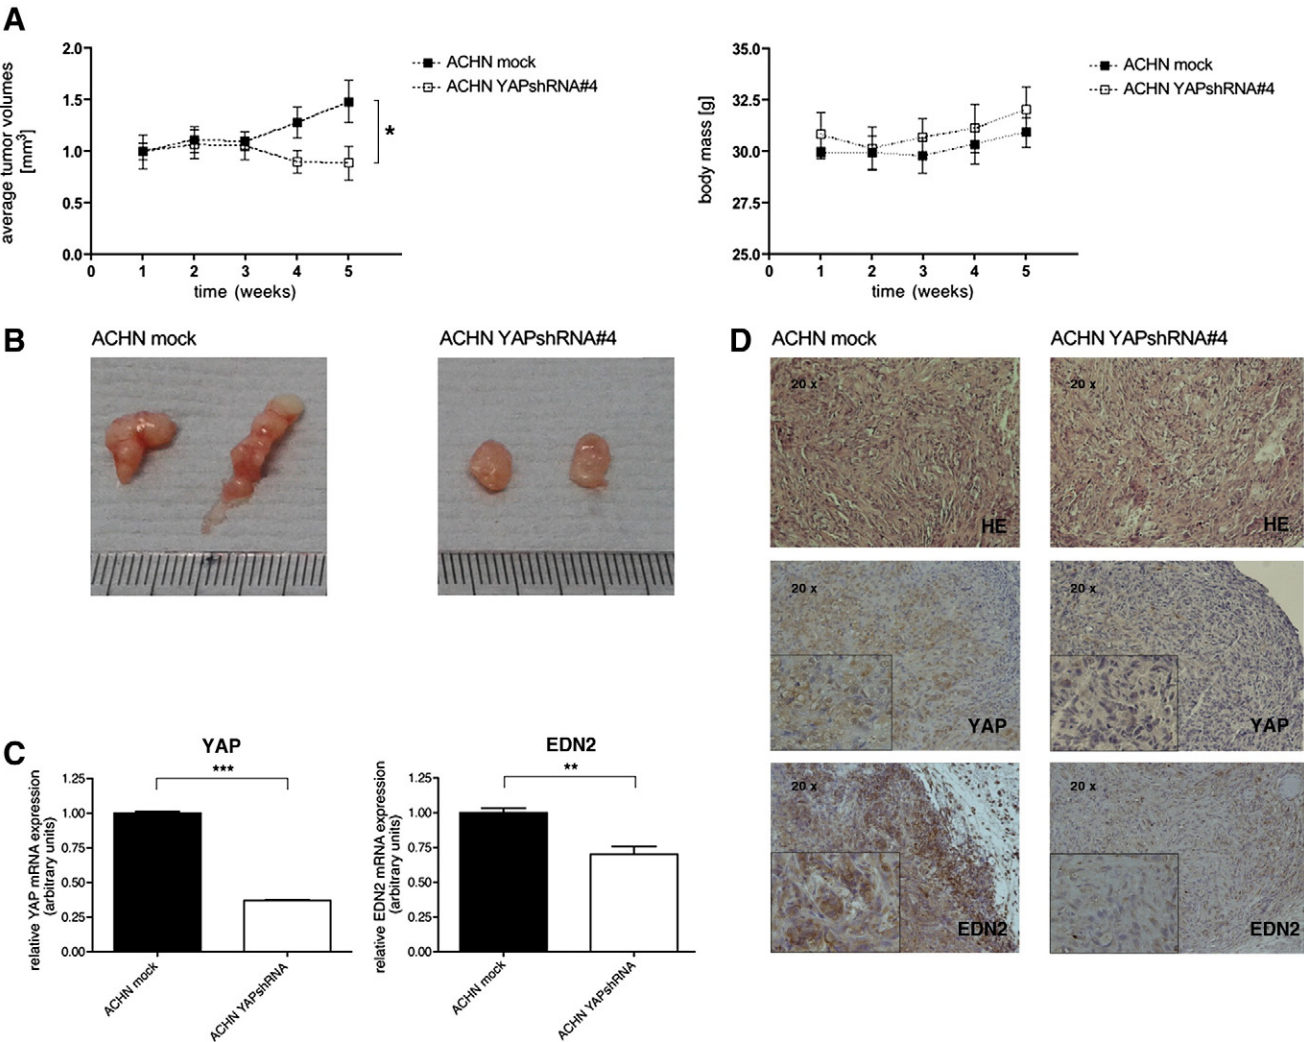 A
average tumor volumes
[mm³]
2.0
1.5
1.0
0.5
0.0
0 1 2 3 4 5
time (weeks)
ACHN mock
ACHN YAPshRNA#4
*
body mass [g]
35.0
32.5
30.0
27.5
25.0
0 1 2 3 4 5
time (weeks)
ACHN mock
ACHN YAPshRNA#4
B
ACHN mock
ACHN YAPshRNA#4
C
YAP
***
relative YAP mRNA expression
(arbitrary units)
1.25
1.00
0.75
0.50
0.25
0.00
ACHN mock
ACHN YAPshRNA
EDN2
**
relative EDN2 mRNA expression
(arbitrary units)
1.25
1.00
0.75
0.50
0.25
0.00
ACHN mock
ACHN YAPshRNA
D
ACHN mock
ACHN YAPshRNA#4
20 x
HE
20 x
HE
20 x
YAP
20 x
YAP
20 x
EDN2
20 x
EDN2